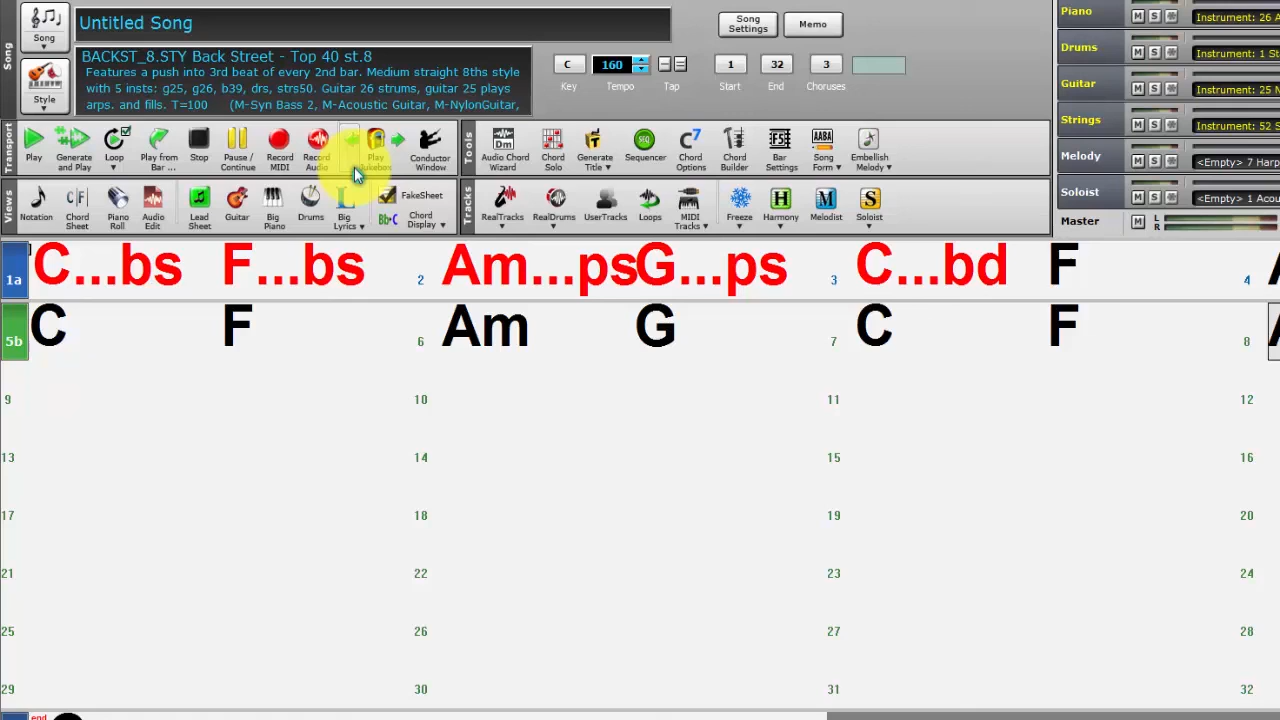 Song
Song
Untitled Song
Song Settings
Memo
Style
BACKST_8.STY Back Street - Top 40 st.8
Features a push into 3rd beat of every 2nd bar. Medium straight 8ths style
with 5 insts: g25, g26, b39, drs, strs50. Guitar 26 strums, guitar 25 plays
arps. and fills. T=100 (M-Syn Bass 2, M-Acoustic Guitar, M-NylonGuitar,
C 160 1 32 3
Key Tempo Tap Start End Choruses
Piano M S Instrument: 26 A
Drums M S Instrument: 1 S
Guitar M S Instrument: 25 N
Strings M S Instrument: 52 S
Melody M S <Empty> 7 Harp
Soloist M S <Empty> 1 Acou
Master M L R
Transport
Play
Generate and Play
Loop
Play from Bar ...
Stop
Pause / Continue
Record MIDI
Record Audio
Play Jukebox
Conductor Window
Tools
Audio Chord Wizard
Chord Solo
Generate Title
Sequencer
Chord Options
Chord Builder
Bar Settings
Song Form
Embellish Melody
Views
Notation
Chord Sheet
Piano Roll
Audio Edit
Lead Sheet
Guitar
Big Piano
Drums
Big Lyrics
FakeSheet
Chord Display
Tracks
RealTracks
RealDrums
UserTracks
Loops
MIDI Tracks
Freeze
Harmony
Melodist
Soloist
1a C...bs F...bs 2 Am...ps G...ps 3 C...bd F 4
5b C F 6 Am G 7 C F 8
9 10 11 12
13 14 15 16
17 18 19 20
21 22 23 24
25 26 27 28
29 30 31 32
end